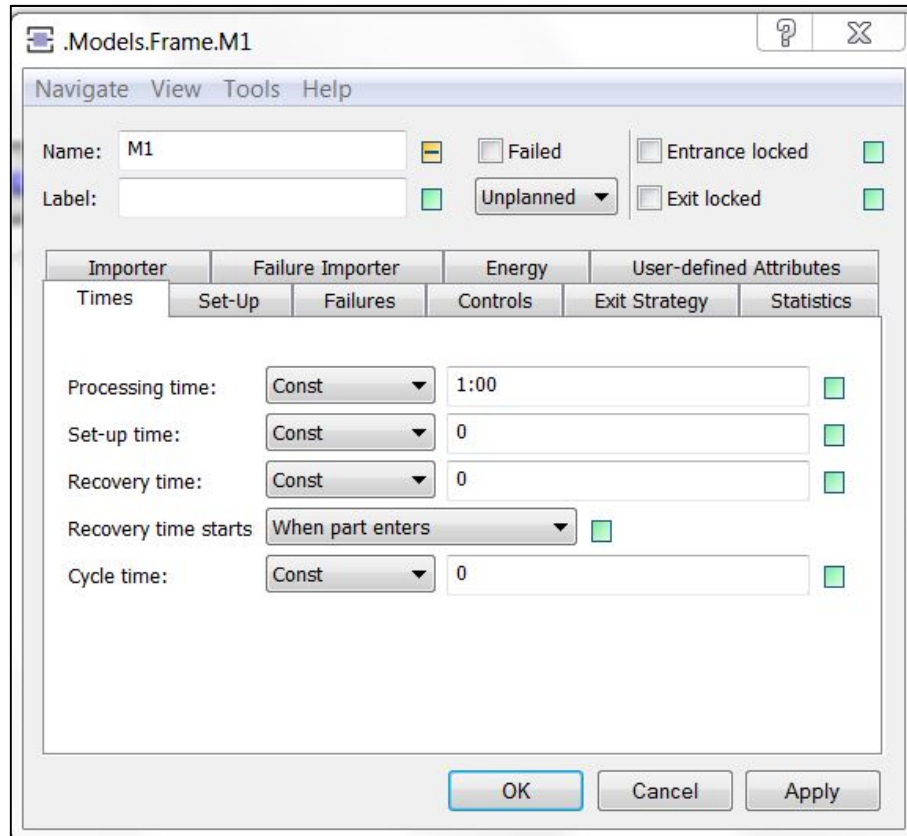 .Models.Frame.M1
Navigate View Tools Help
Name: M1 Failed Entrance locked
Label: Unplanned Exit locked
Importer Failure Importer Energy User-defined Attributes
Times Set-Up Failures Controls Exit Strategy Statistics
Processing time: Const 1:00
Set-up time: Const 0
Recovery time: Const 0
Recovery time starts When part enters
Cycle time: Const 0
OK Cancel Apply